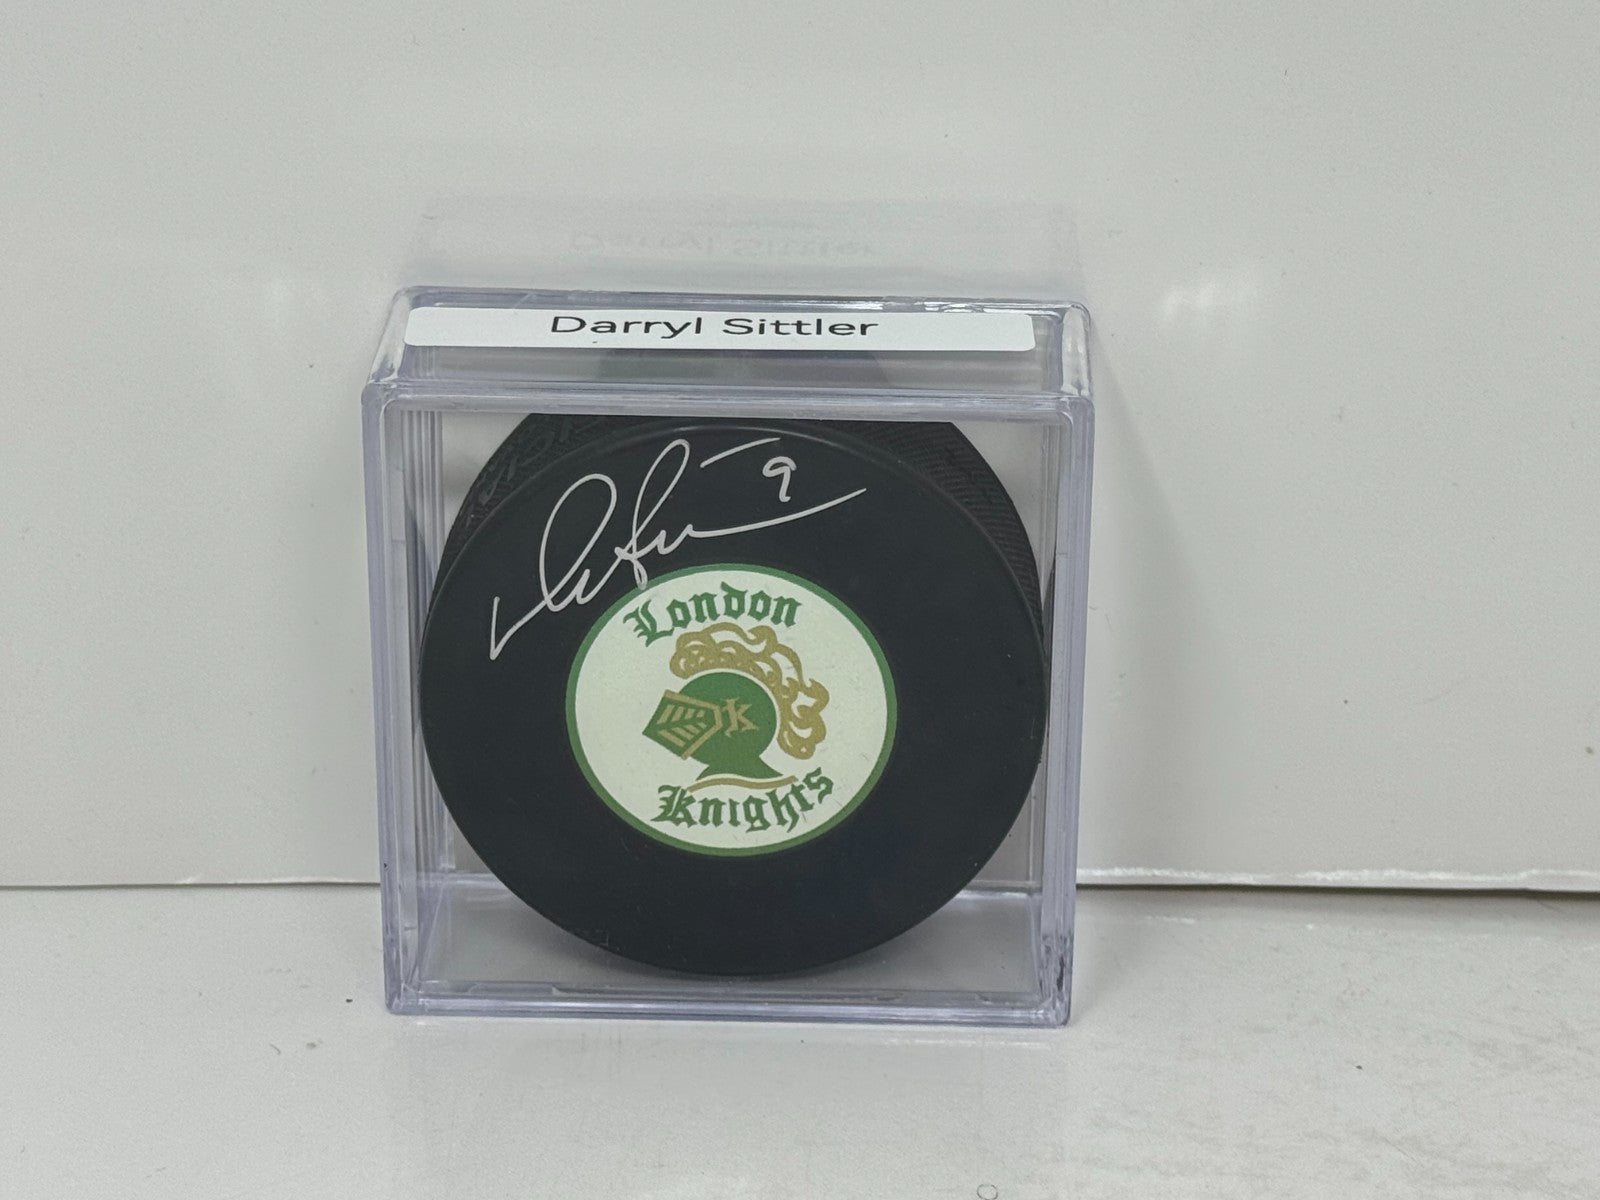 Darryl Sittler
9
London
K
Knights